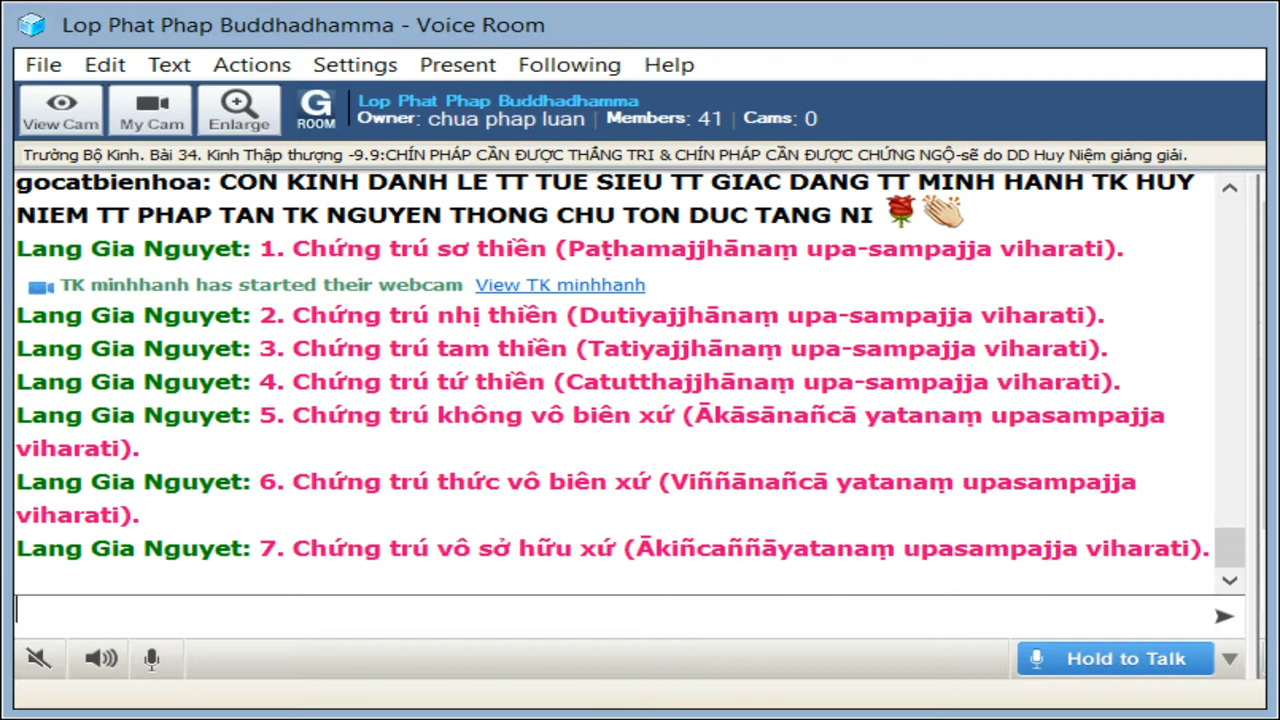 Lop Phat Phap Buddhadhamma - Voice Room
File Edit Text Actions Settings Present Following Help
View Cam My Cam Enlarge G ROOM
Lop Phat Phap Buddhadhamma
Owner: chua phap luan | Members: 41 | Cams: 0
Trường Bộ Kinh. Bài 34. Kinh Thập thượng -9.9:CHÍN PHÁP CẦN ĐƯỢC THẮNG TRI & CHÍN PHÁP CẦN ĐƯỢC CHỨNG NGỘ-sẽ do DD Huy Niệm giảng giải.
gocatbienhoa: CON KINH DANH LE TT TUE SIEU TT GIAC DANG TT MINH HANH TK HUY
NIEM TT PHAP TAN TK NGUYEN THONG CHU TON DUC TANG NI
Lang Gia Nguyet: 1. Chứng trú sơ thiền (Paṭhamajjhānaṃ upa-sampajja viharati).
TK minhhanh has started their webcam View TK minhhanh
Lang Gia Nguyet: 2. Chứng trú nhị thiền (Dutiyajjhānaṃ upa-sampajja viharati).
Lang Gia Nguyet: 3. Chứng trú tam thiền (Tatiyajjhānaṃ upa-sampajja viharati).
Lang Gia Nguyet: 4. Chứng trú tứ thiền (Catutthajjhānaṃ upa-sampajja viharati).
Lang Gia Nguyet: 5. Chứng trú không vô biên xứ (Ākāsānañcā yatanaṃ upasampajja
viharati).
Lang Gia Nguyet: 6. Chứng trú thức vô biên xứ (Viññānañcā yatanaṃ upasampajja
viharati).
Lang Gia Nguyet: 7. Chứng trú vô sở hữu xứ (Ākiñcaññāyatanaṃ upasampajja viharati).
Hold to Talk